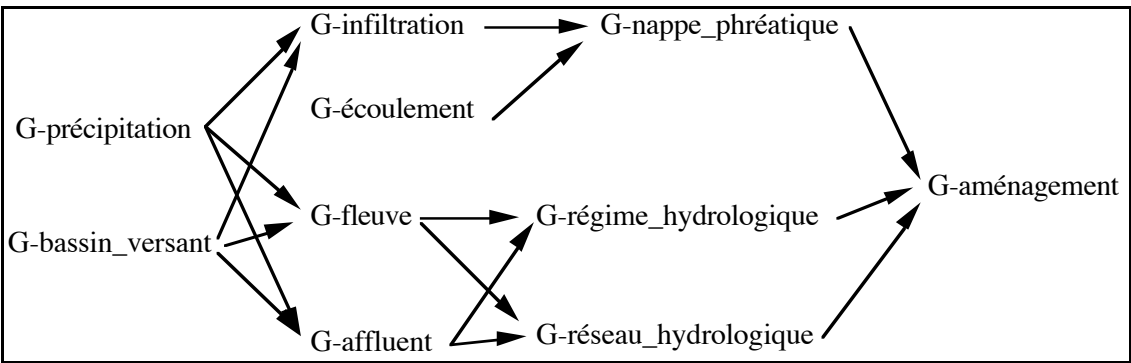 G-infiltration
G-nappe_phréatique
G-écoulement
G-précipitation
G-aménagement
G-fleuve
G-régime_hydrologique
G-bassin_versant
G-affluent
G-réseau_hydrologique